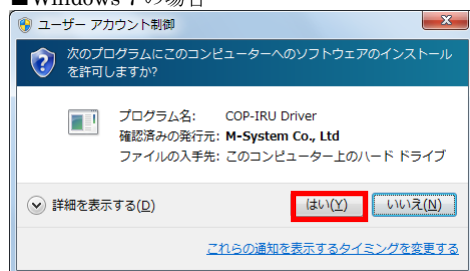 ■Windows 7 の場合
ユーザー アカウント制御
次のプログラムにこのコンピューターへのソフトウェアのインストール
を許可しますか?
プログラム名: COP-IRU Driver
確認済みの発行元: M-System Co., Ltd
ファイルの入手先: このコンピューター上のハード ドライブ
詳細を表示する(D) はい(Y) いいえ(N)
これらの通知を表示するタイミングを変更する